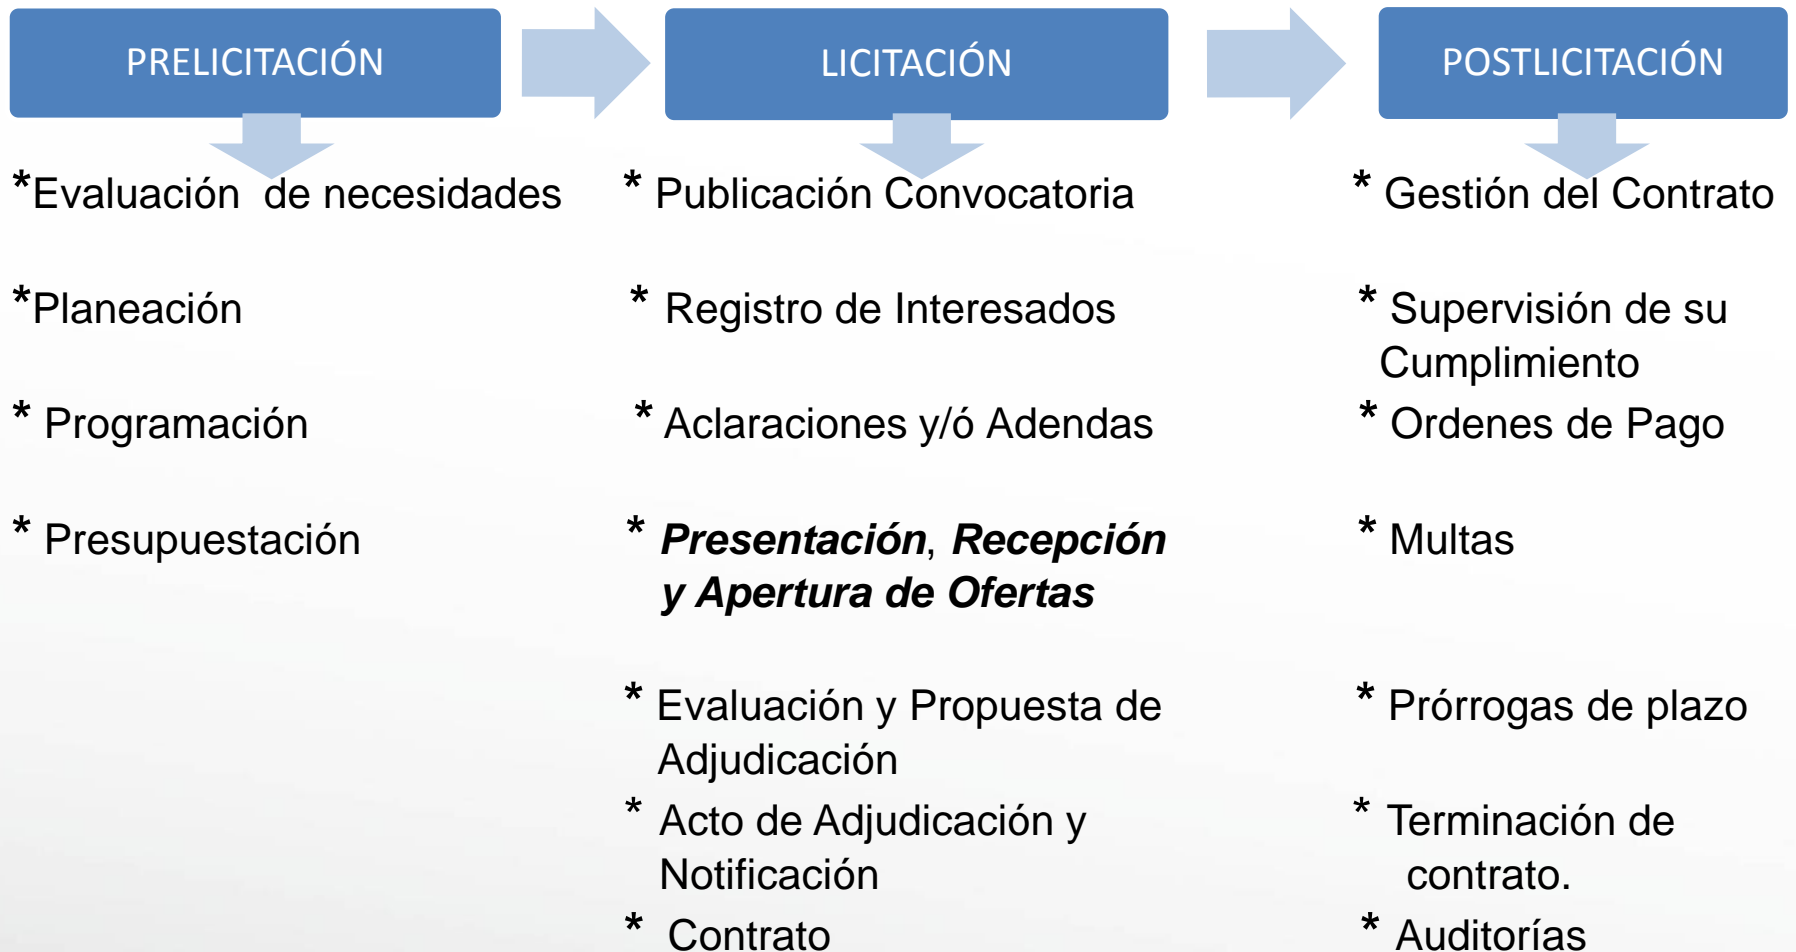 PRELICITACIÓN
*Evaluación de necesidades
*Planeación
* Programación
* Presupuestación
LICITACIÓN
* Publicación Convocatoria
* Registro de Interesados
* Aclaraciones y/ó Adendas
* Presentación, Recepción
y Apertura de Ofertas
* Evaluación y Propuesta de
Adjudicación
* Acto de Adjudicación y
Notificación
* Contrato
POSTLICITACIÓN
* Gestión del Contrato
* Supervisión de su
Cumplimiento
* Ordenes de Pago
* Multas
* Prórrogas de plazo
* Terminación de
contrato.
* Auditorías